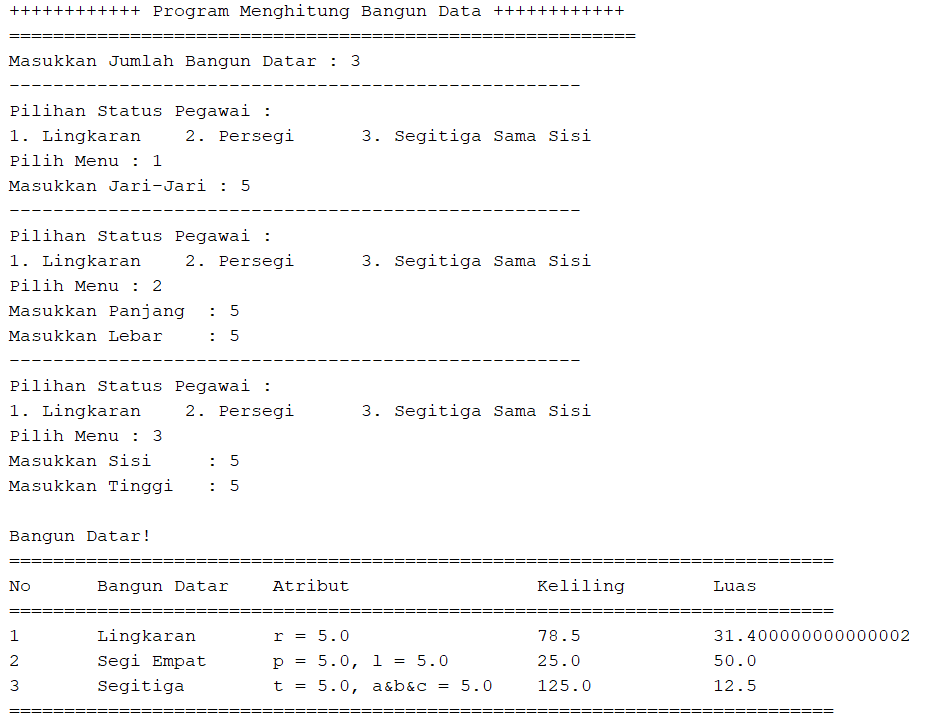 ++++++++++++ Program Menghitung Bangun Data ++++++++++++
=========================================================
Masukkan Jumlah Bangun Datar : 3
----------------------------------------------------
Pilihan Status Pegawai :
1. Lingkaran    2. Persegi      3. Segitiga Sama Sisi
Pilih Menu : 1
Masukkan Jari-Jari : 5
----------------------------------------------------
Pilihan Status Pegawai :
1. Lingkaran    2. Persegi      3. Segitiga Sama Sisi
Pilih Menu : 2
Masukkan Panjang  : 5
Masukkan Lebar    : 5
----------------------------------------------------
Pilihan Status Pegawai :
1. Lingkaran    2. Persegi      3. Segitiga Sama Sisi
Pilih Menu : 3
Masukkan Sisi     : 5
Masukkan Tinggi   : 5
Bangun Datar!
===========================================================================
No      Bangun Datar    Atribut                 Keliling        Luas
===========================================================================
1       Lingkaran       r = 5.0                 78.5            31.400000000000002
2       Segi Empat      p = 5.0, l = 5.0        25.0            50.0
3       Segitiga        t = 5.0, a&b&c = 5.0    125.0           12.5
===========================================================================